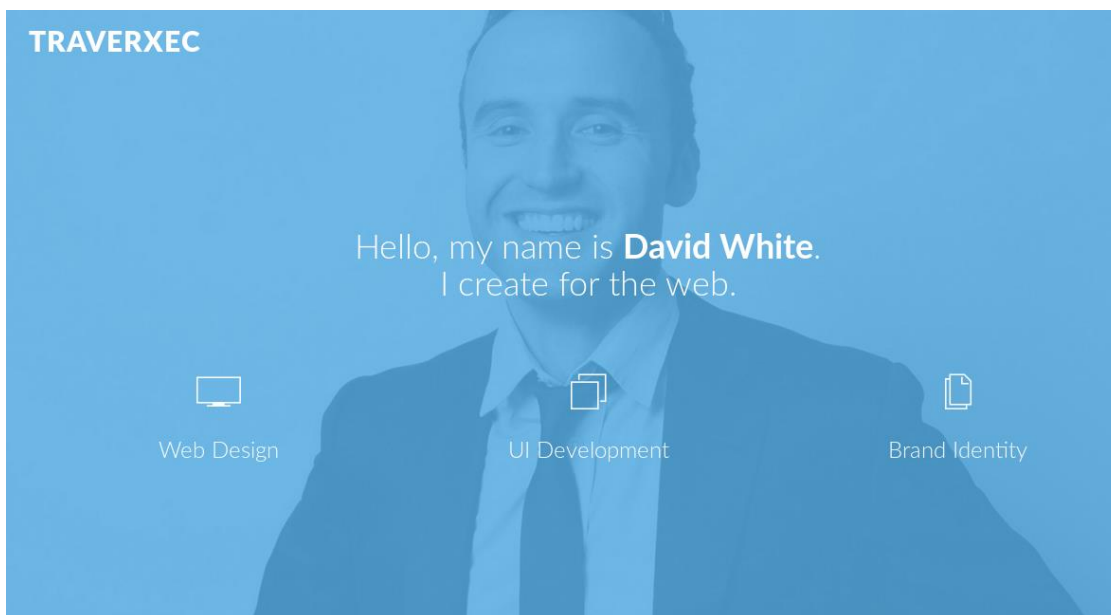 TRAVERXEC
Hello, my name is David White.
I create for the web.
Web Design
UI Development
Brand Identity